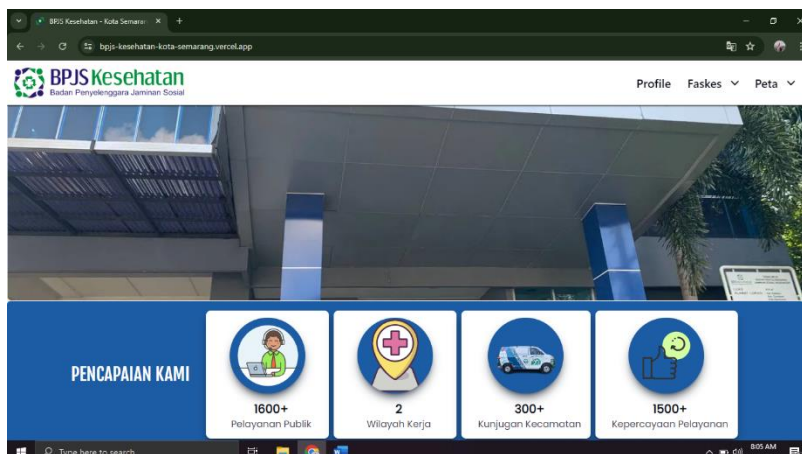 BPJS Kesehatan - Kota Semaran
bpjs-kesehatan-kota-semarang.vercel.app
BPJS Kesehatan
Badan Penyelenggara Jaminan Sosial
Profile Faskes Peta
PENCAPAIAN KAMI
1600+
Pelayanan Publik
2
Wilayah Kerja
300+
Kunjugan Kecamatan
1500+
Kepercayaan Pelayanan
Type here to search
8:05 AM